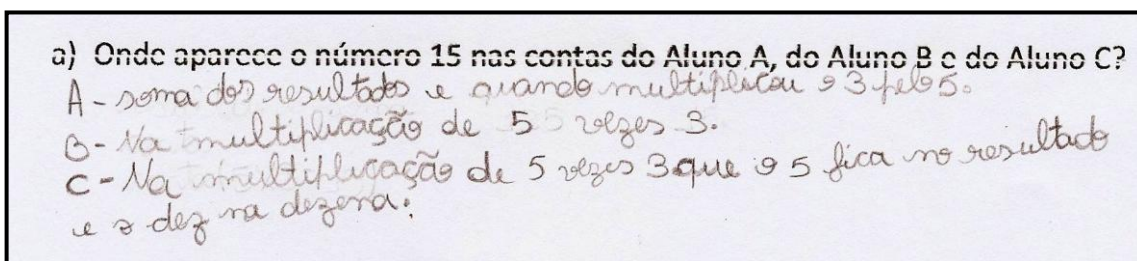 a) Onde aparece o número 15 nas contas do Aluno A, do Aluno B e do Aluno C?
A - soma dos resultados e quando multiplicou o 3 pelo 5.
B - Na multiplicação de 5 vezes 3.
C - Na multiplicação de 5 vezes 3 que o 5 fica no resultado
e o dez na dezena.